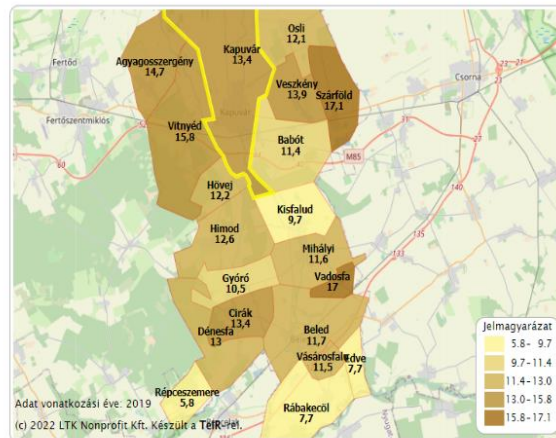 Osli
12,1
Kapuvár
13,4
Agyagosszergény
14,7
Fertőd
Veszkény
13,9
Szárföld
17,1
Csorna
Fertőszentmiklós
Vitnyéd
15,8
Kapuvár
Babót
11,4
M85
60
Hövej
12,2
Kisfalud
9,7
Himod
12,6
Mihályi
11,6
Gyóró
10,5
Vadosfa
17
Cirák
13,4
Dénesfa
13
Beled
11,7
Vásárosfalu
11,5
Edve
7,7
Répceszemere
5,8
Rábakecöl
7,7
140
133
Jelmagyarázat
5.8- 9.7
9.7-11.4
11.4-13.0
13.0-15.8
15.8-17.1
Adat vonatkozási éve: 2019
(c) 2022 LTK Nonprofit Kft. Készült a TeIR-rel.